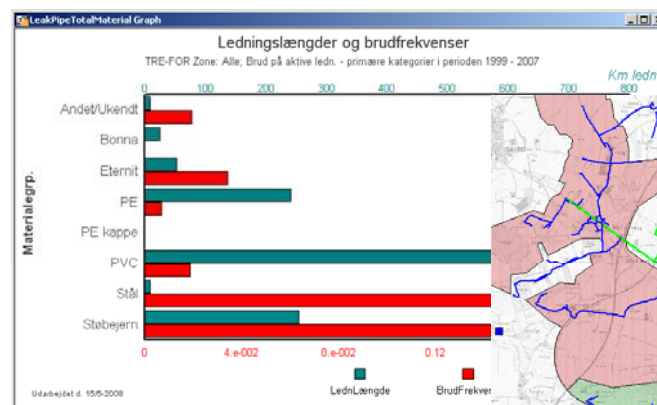 LeakPipeTotalMaterial Graph
Ledningslængder og brudfrekvenser
TRE-FOR Zone: Alle; Brud på aktive ledn. - primære kategorier i perioden 1999 - 2007
Km ledn
0 100 200 300 400 500 600 700 800
Materialegrp.
Andet/Ukendt
Bonna
Eternit
PE
PE kappe
PVC
Stål
Støbejern
0 4.e-002 8.e-002 0.12
LednLængde BrudFrekve
Udarbejdet d. 15/5-2008